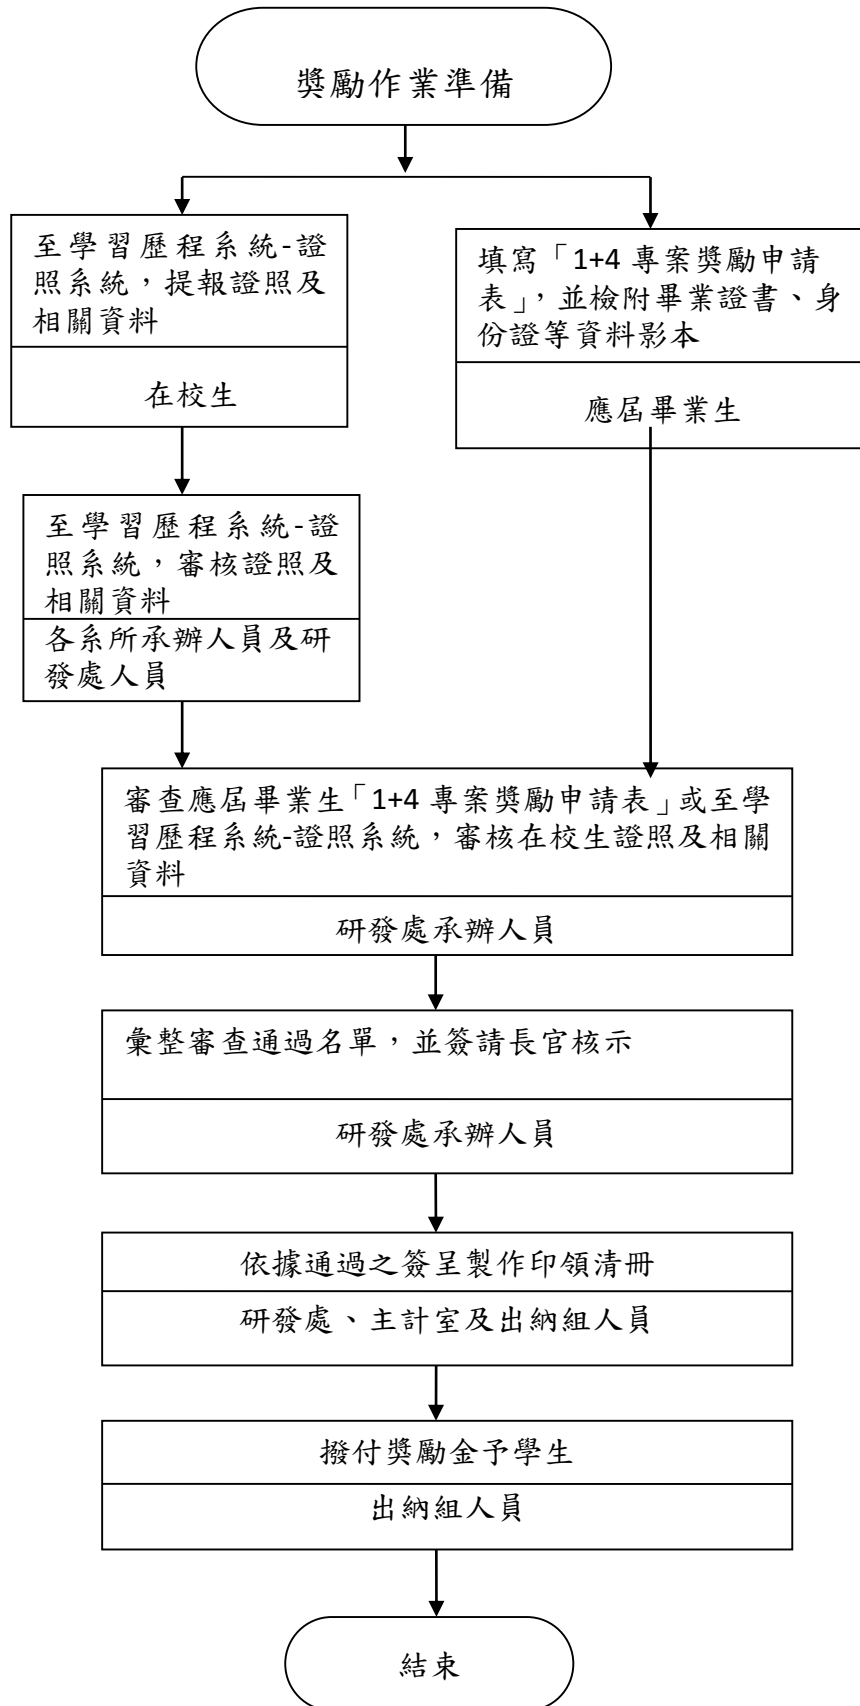 獎勵作業準備
至學習歷程系統-證
照系統，提報證照及
相關資料
在校生
填寫「1+4 專案獎勵申請
表」，並檢附畢業證書、身
份證等資料影本
應屆畢業生
至學習歷程系統-證
照系統，審核證照及
相關資料
各系所承辦人員及研
發處人員
審查應屆畢業生「1+4 專案獎勵申請表」或至學
習歷程系統-證照系統，審核在校生證照及相關
資料
研發處承辦人員
彙整審查通過名單，並簽請長官核示
研發處承辦人員
依據通過之簽呈製作印領清冊
研發處、主計室及出納組人員
撥付獎勵金予學生
出納組人員
結束